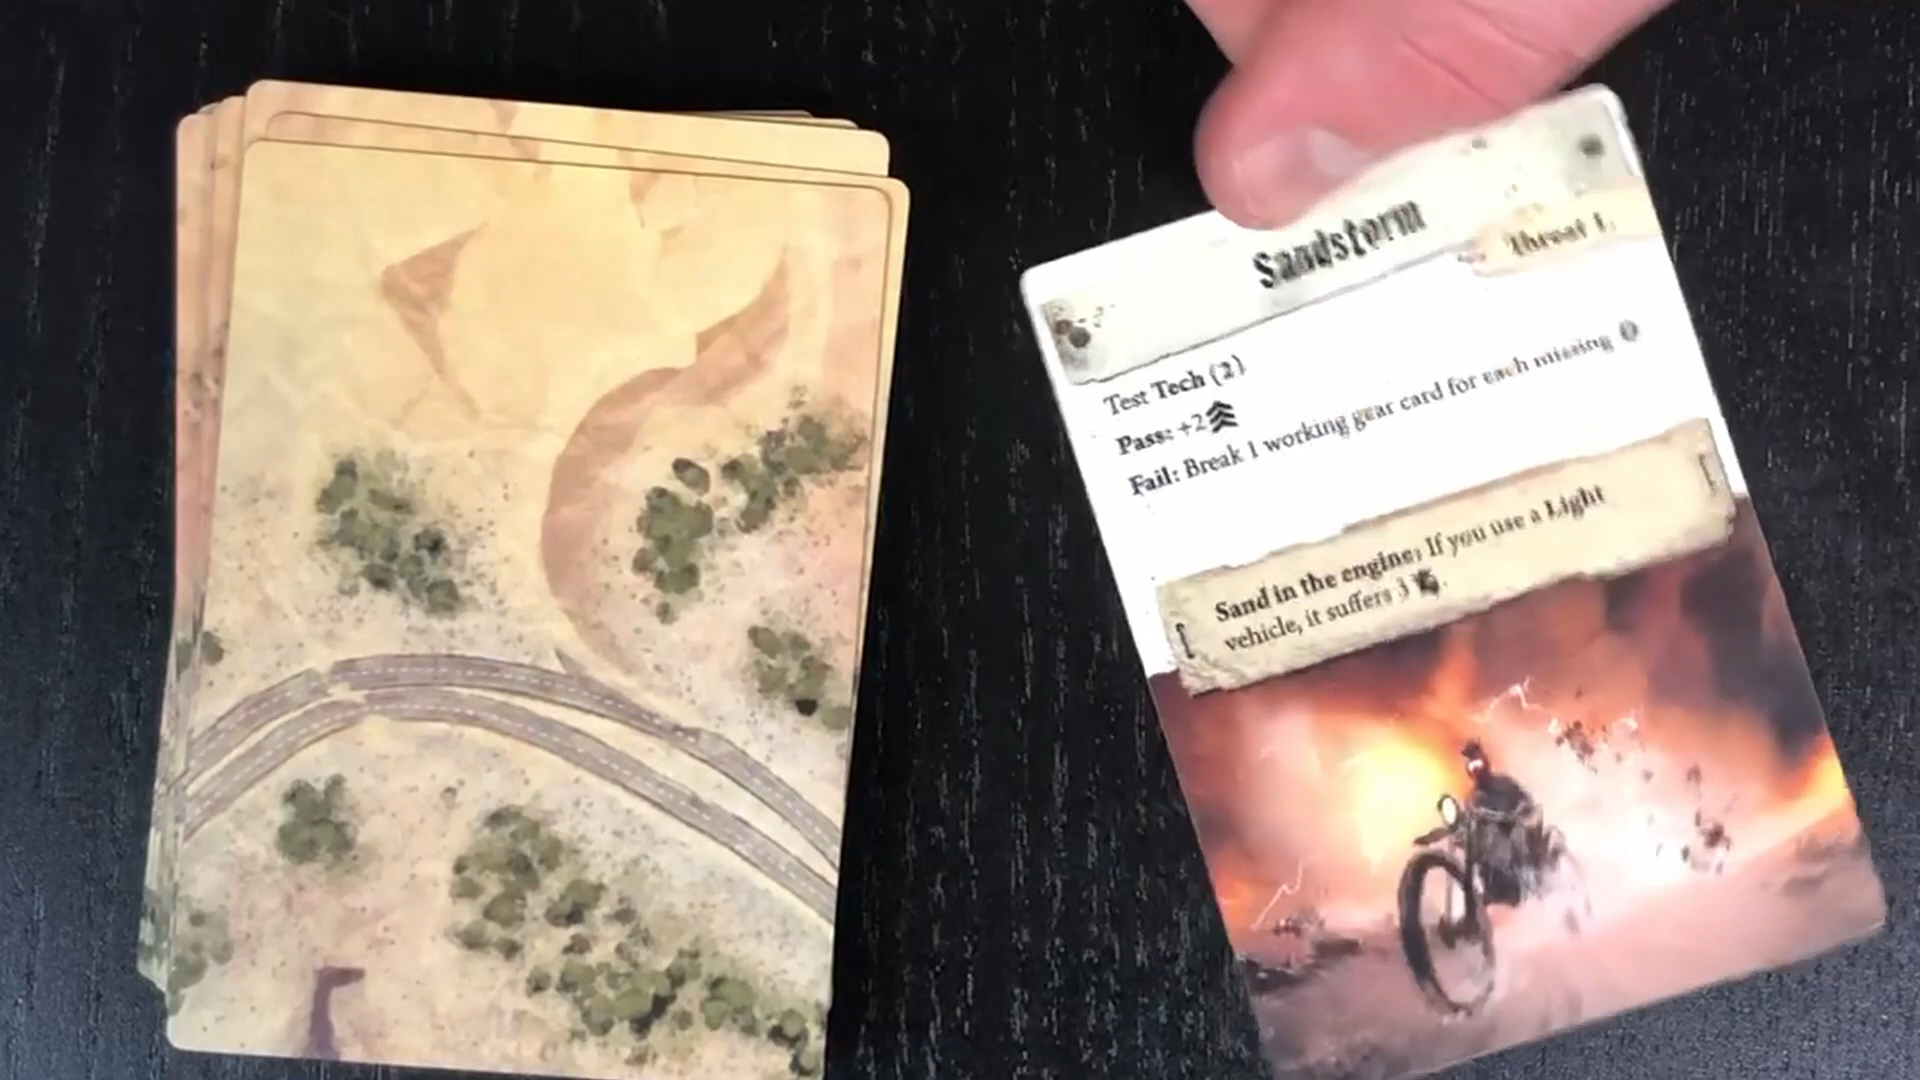 Sandstorm
Threat 1
Test Tech (2)
Pass: +2
Fail: Break 1 working gear card for each missing
Sand in the engine: If you use a Light
vehicle, it suffers 3